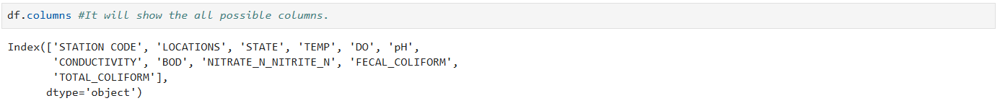 df.columns #It will show the all possible columns.
Index(['STATION CODE', 'LOCATIONS', 'STATE', 'TEMP', 'DO', 'pH',
'CONDUCTIVITY', 'BOD', 'NITRATE_N_NITRITE_N', 'FECAL_COLIFORM',
'TOTAL_COLIFORM'],
dtype='object')